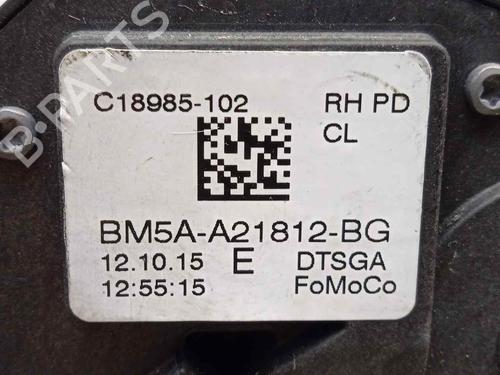 C18985-102 RH PD
CL
BM5A-A21812-BG
12.10.15 E DTSGA
12:55:15 FoMoCo
B-PARTS